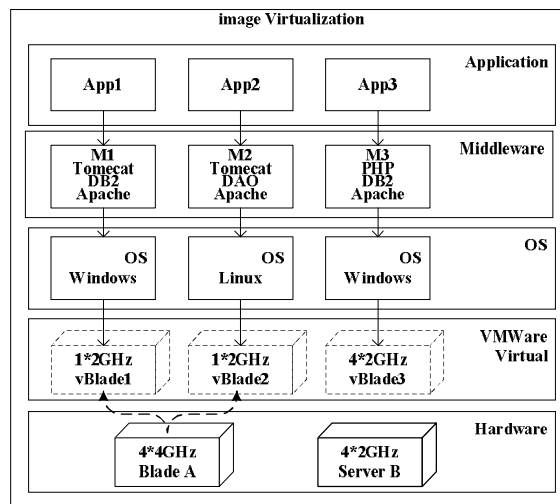 image Virtualization
Application
App1
App2
App3
Middleware
M1
Tomecat
DB2
Apache
M2
Tomecat
DAO
Apache
M3
PHP
DB2
Apache
OS
OS
Windows
OS
Linux
OS
Windows
VMWare
Virtual
1*2GHz
vBlade1
1*2GHz
vBlade2
4*2GHz
vBlade3
Hardware
4*4GHz
Blade A
4*2GHz
Server B